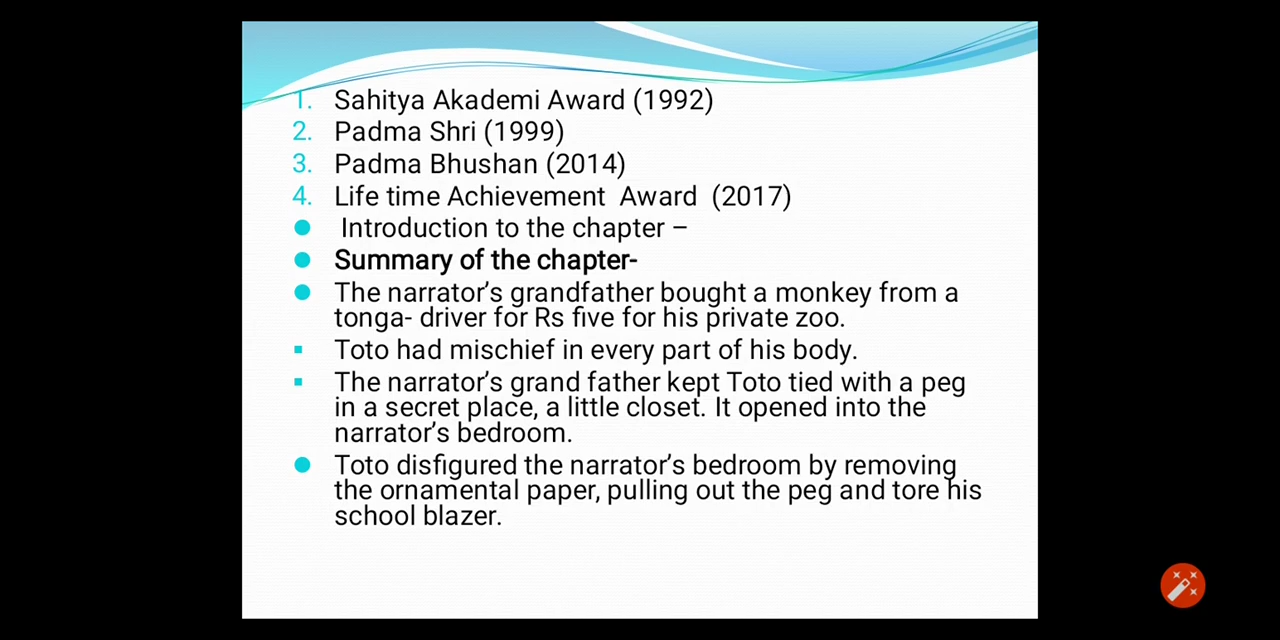 1. Sahitya Akademi Award (1992)
2. Padma Shri (1999)
3. Padma Bhushan (2014)
4. Life time Achievement  Award  (2017)
● Introduction to the chapter –
● Summary of the chapter-
● The narrator's grandfather bought a monkey from a
tonga- driver for Rs five for his private zoo.
▪ Toto had mischief in every part of his body.
▪ The narrator's grand father kept Toto tied with a peg
in a secret place, a little closet. It opened into the
narrator's bedroom.
● Toto disfigured the narrator's bedroom by removing
the ornamental paper, pulling out the peg and tore his
school blazer.